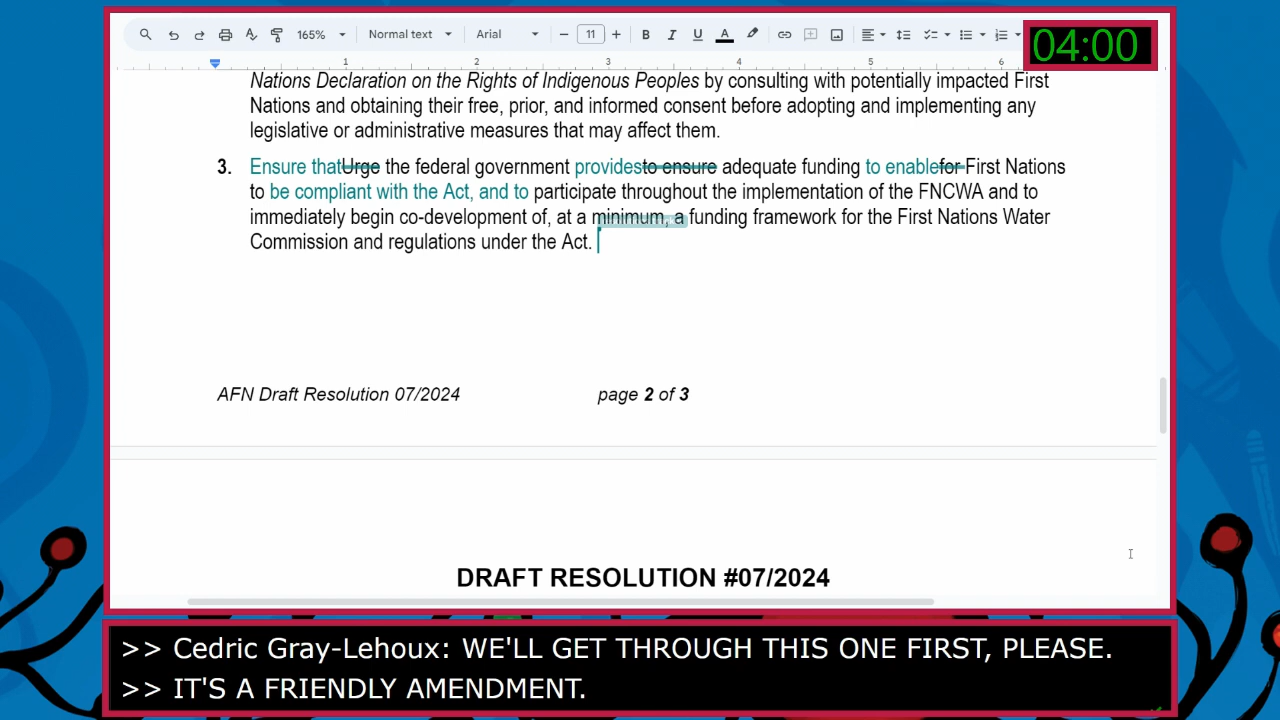 165%
Normal text
Arial
11
04:00
1 2 3 4 5 6
Nations Declaration on the Rights of Indigenous Peoples by consulting with potentially impacted First
Nations and obtaining their free, prior, and informed consent before adopting and implementing any
legislative or administrative measures that may affect them.
3. Ensure thatUrge the federal government providesto ensure adequate funding to enablefor First Nations
to be compliant with the Act, and to participate throughout the implementation of the FNCWA and to
immediately begin co-development of, at a minimum, a funding framework for the First Nations Water
Commission and regulations under the Act.
AFN Draft Resolution 07/2024 page 2 of 3
DRAFT RESOLUTION #07/2024
>> Cedric Gray-Lehoux: WE'LL GET THROUGH THIS ONE FIRST, PLEASE.
>> IT'S A FRIENDLY AMENDMENT.